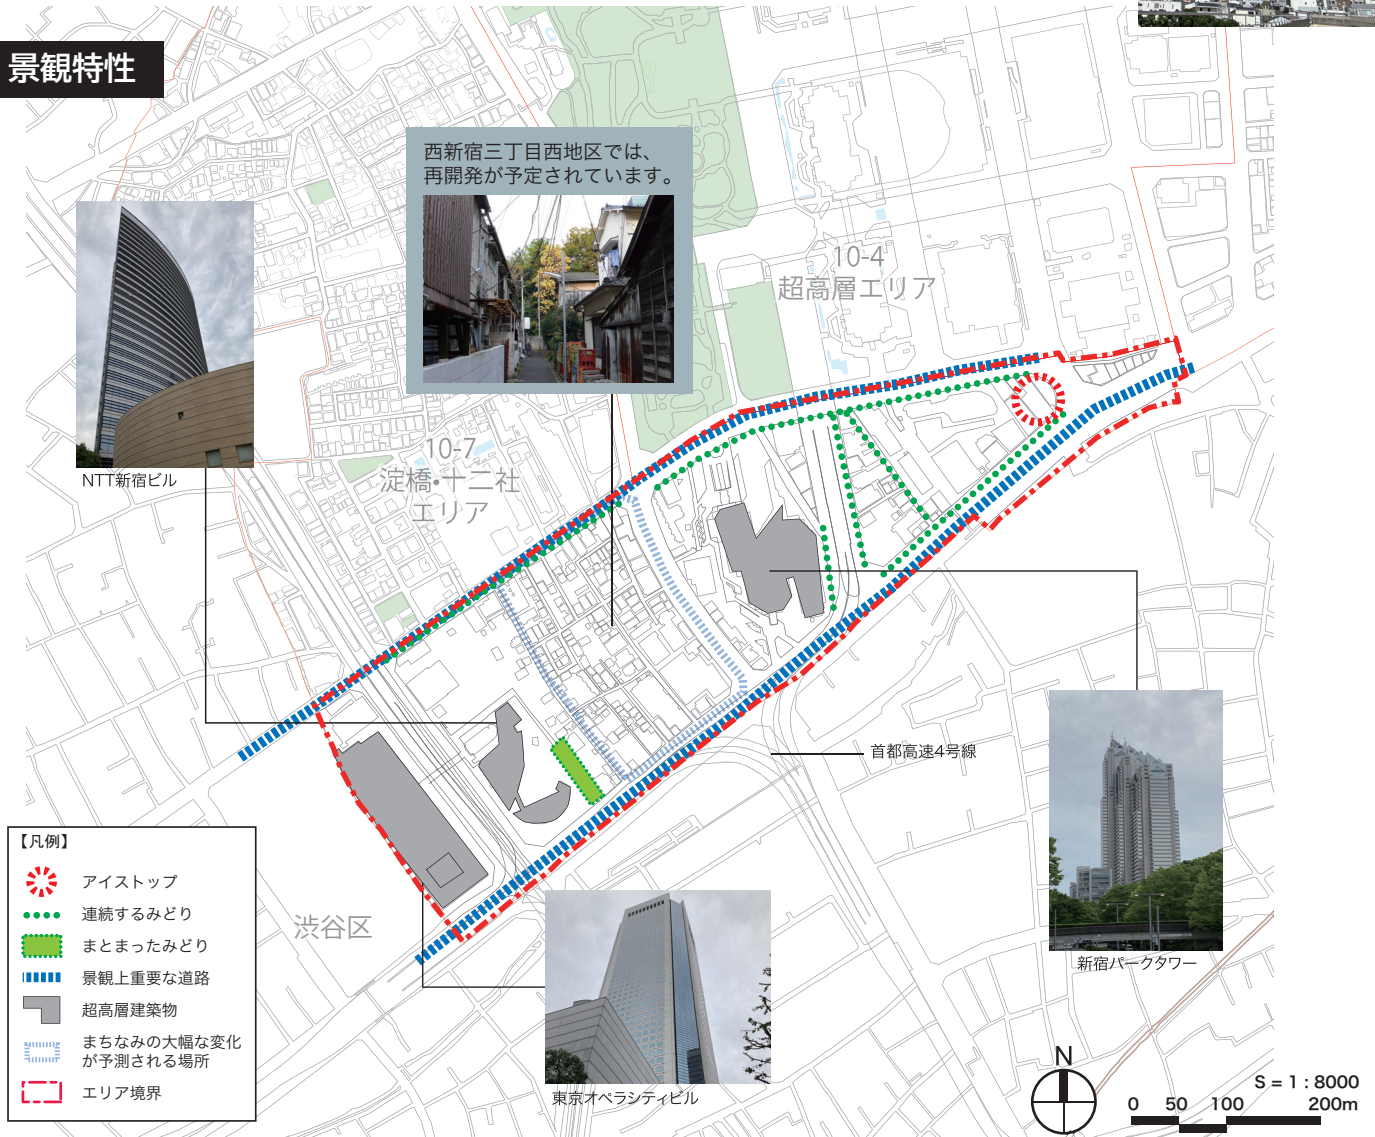 景観特性
西新宿三丁目西地区では、
再開発が予定されています。
10-4
超高層エリア
NTT新宿ビル
10-7
淀橋・十二社
エリア
首都高速4号線
渋谷区
新宿パークタワー
東京オペラシティビル
【凡例】
アイストップ
連続するみどり
まとまったみどり
景観上重要な道路
超高層建築物
まちなみの大幅な変化
が予測される場所
エリア境界
N
S = 1 : 8000
0 50 100 200m